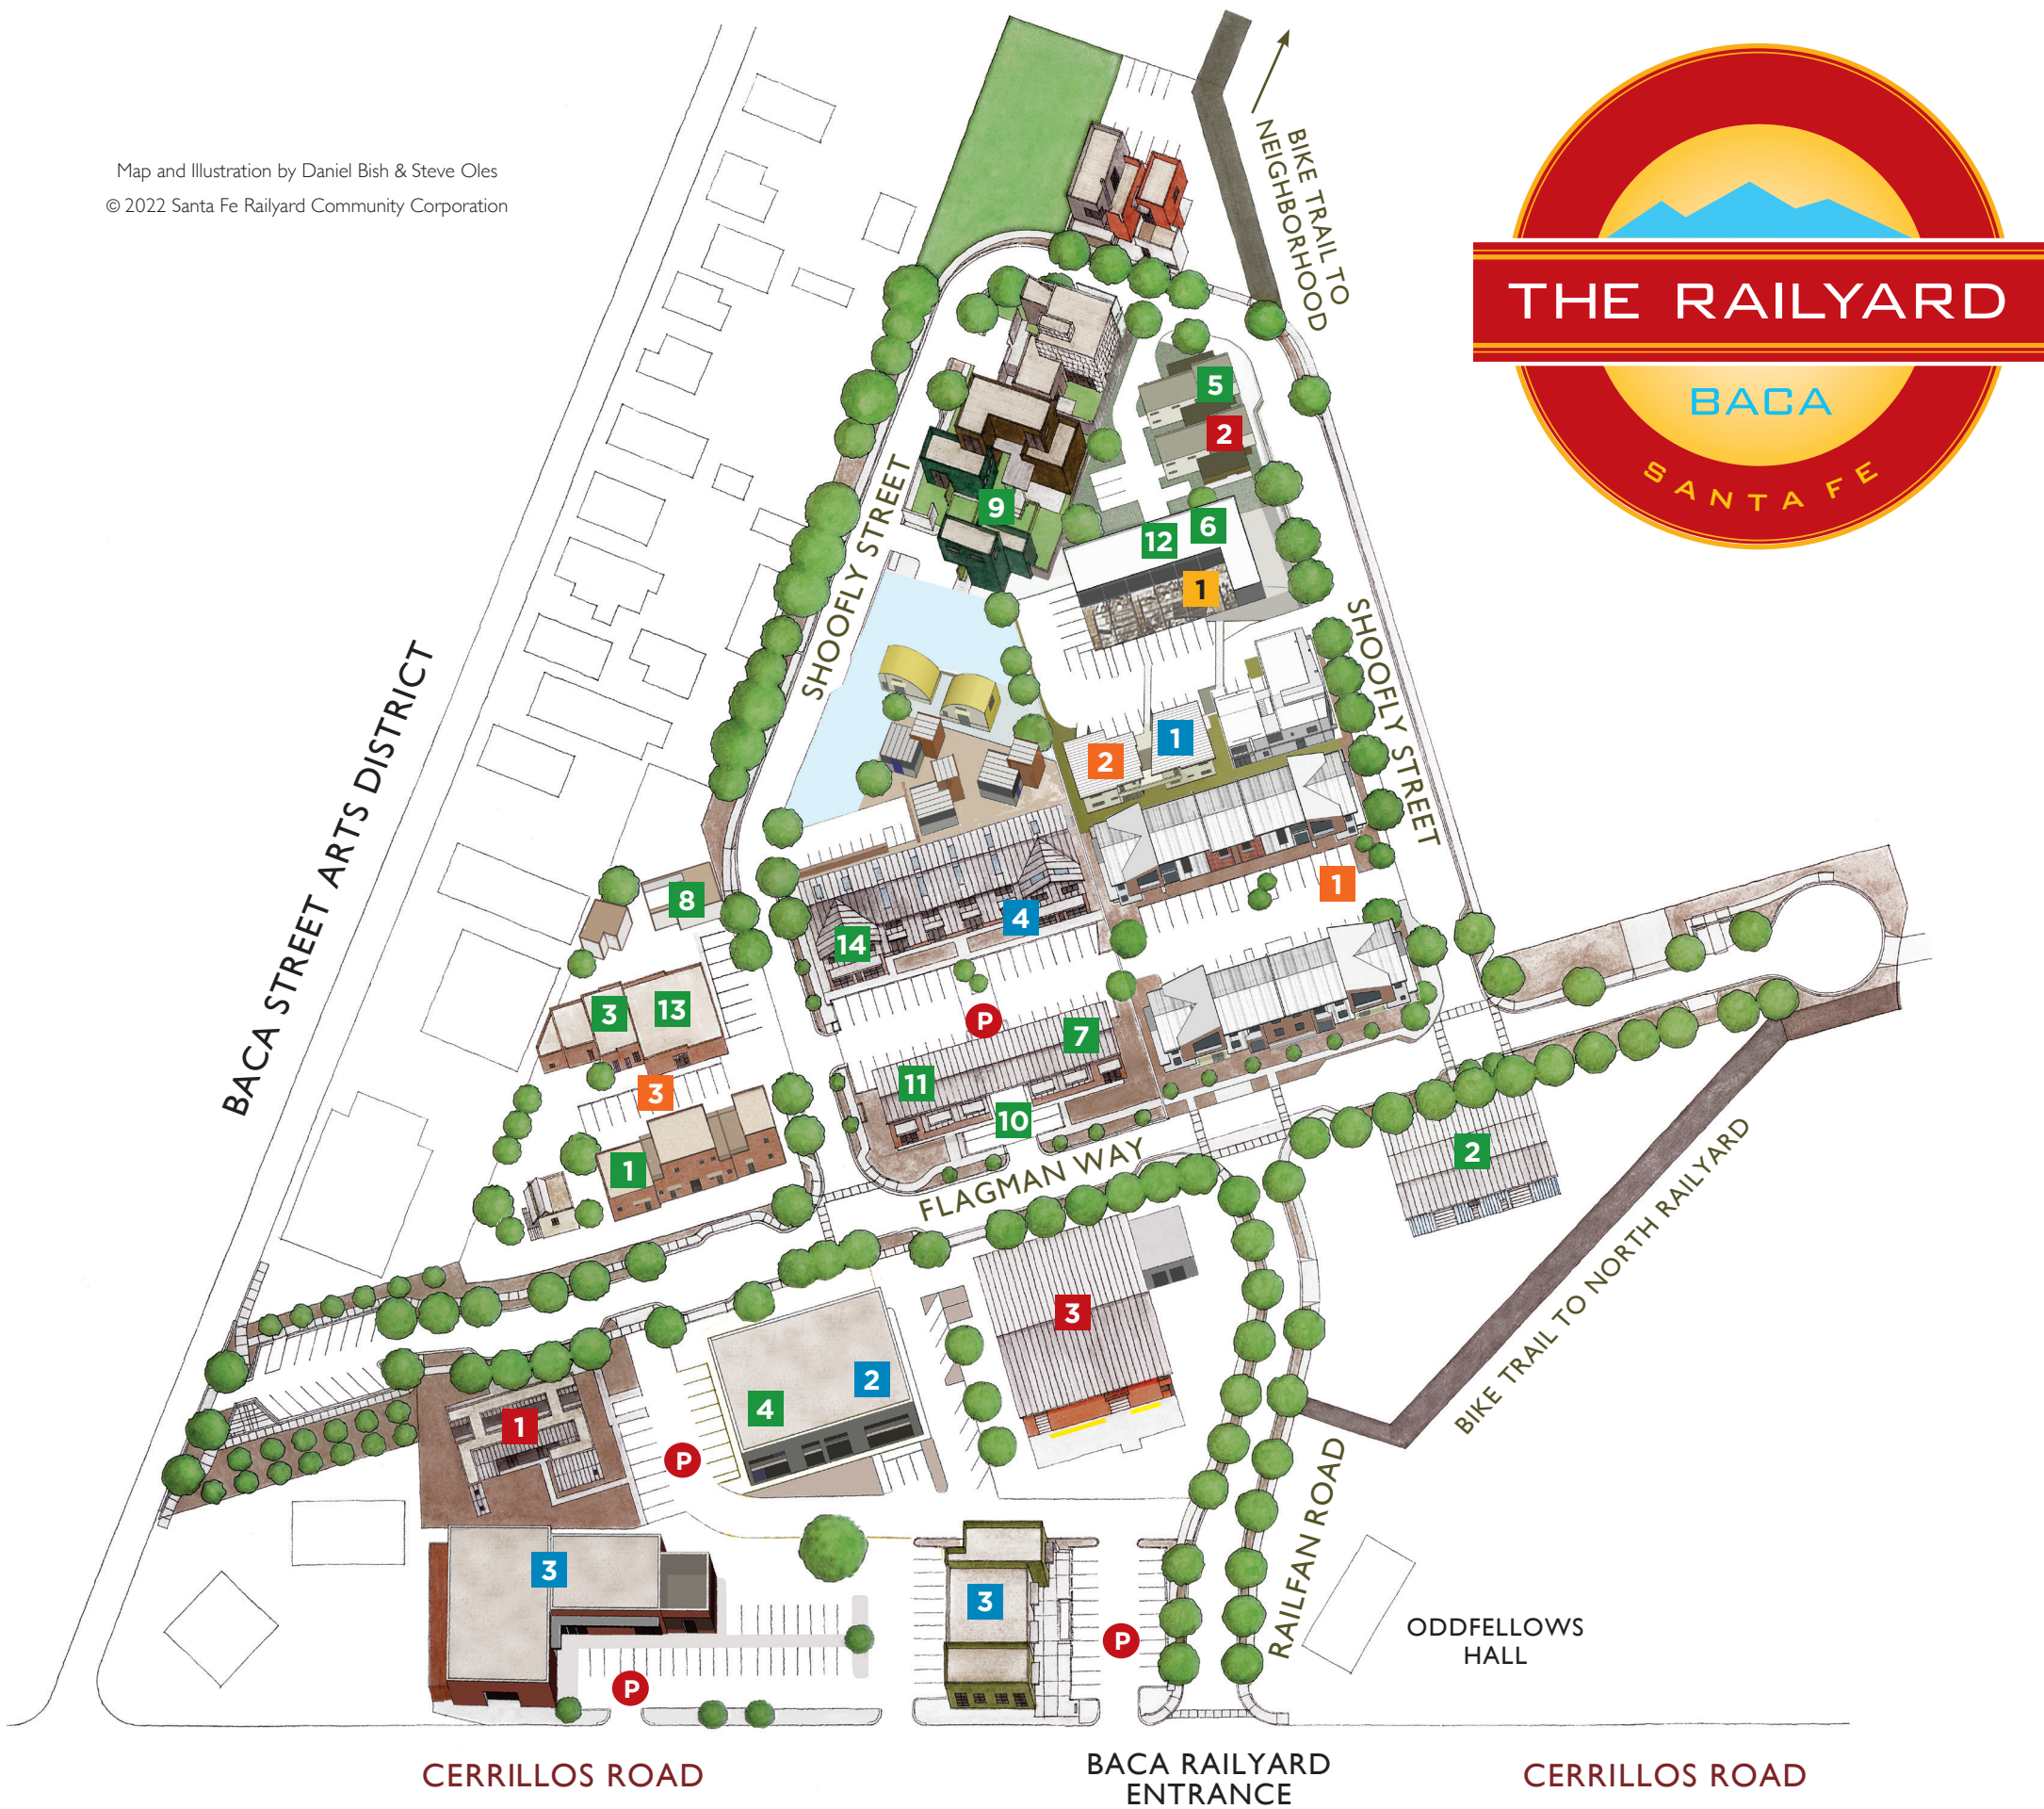 Map and Illustration by Daniel Bish & Steve Oles
© 2022 Santa Fe Railyard Community Corporation
THE RAILYARD
BACA
SANTA FE
BIKE TRAIL TO
NEIGHBORHOOD
5
2
9
6
12
1
SHOOFLY STREET
SHOOFLY STREET
1
2
BACA STREET ARTS DISTRICT
1
8
4
14
3
13
P
7
11
3
10
1
2
FLAGMAN WAY
BIKE TRAIL TO NORTH RAILYARD
3
2
4
1
P
3
3
P
P
RAILFAN ROAD
ODDFELLOWS
HALL
CERRILLOS ROAD
BACA RAILYARD
ENTRANCE
CERRILLOS ROAD